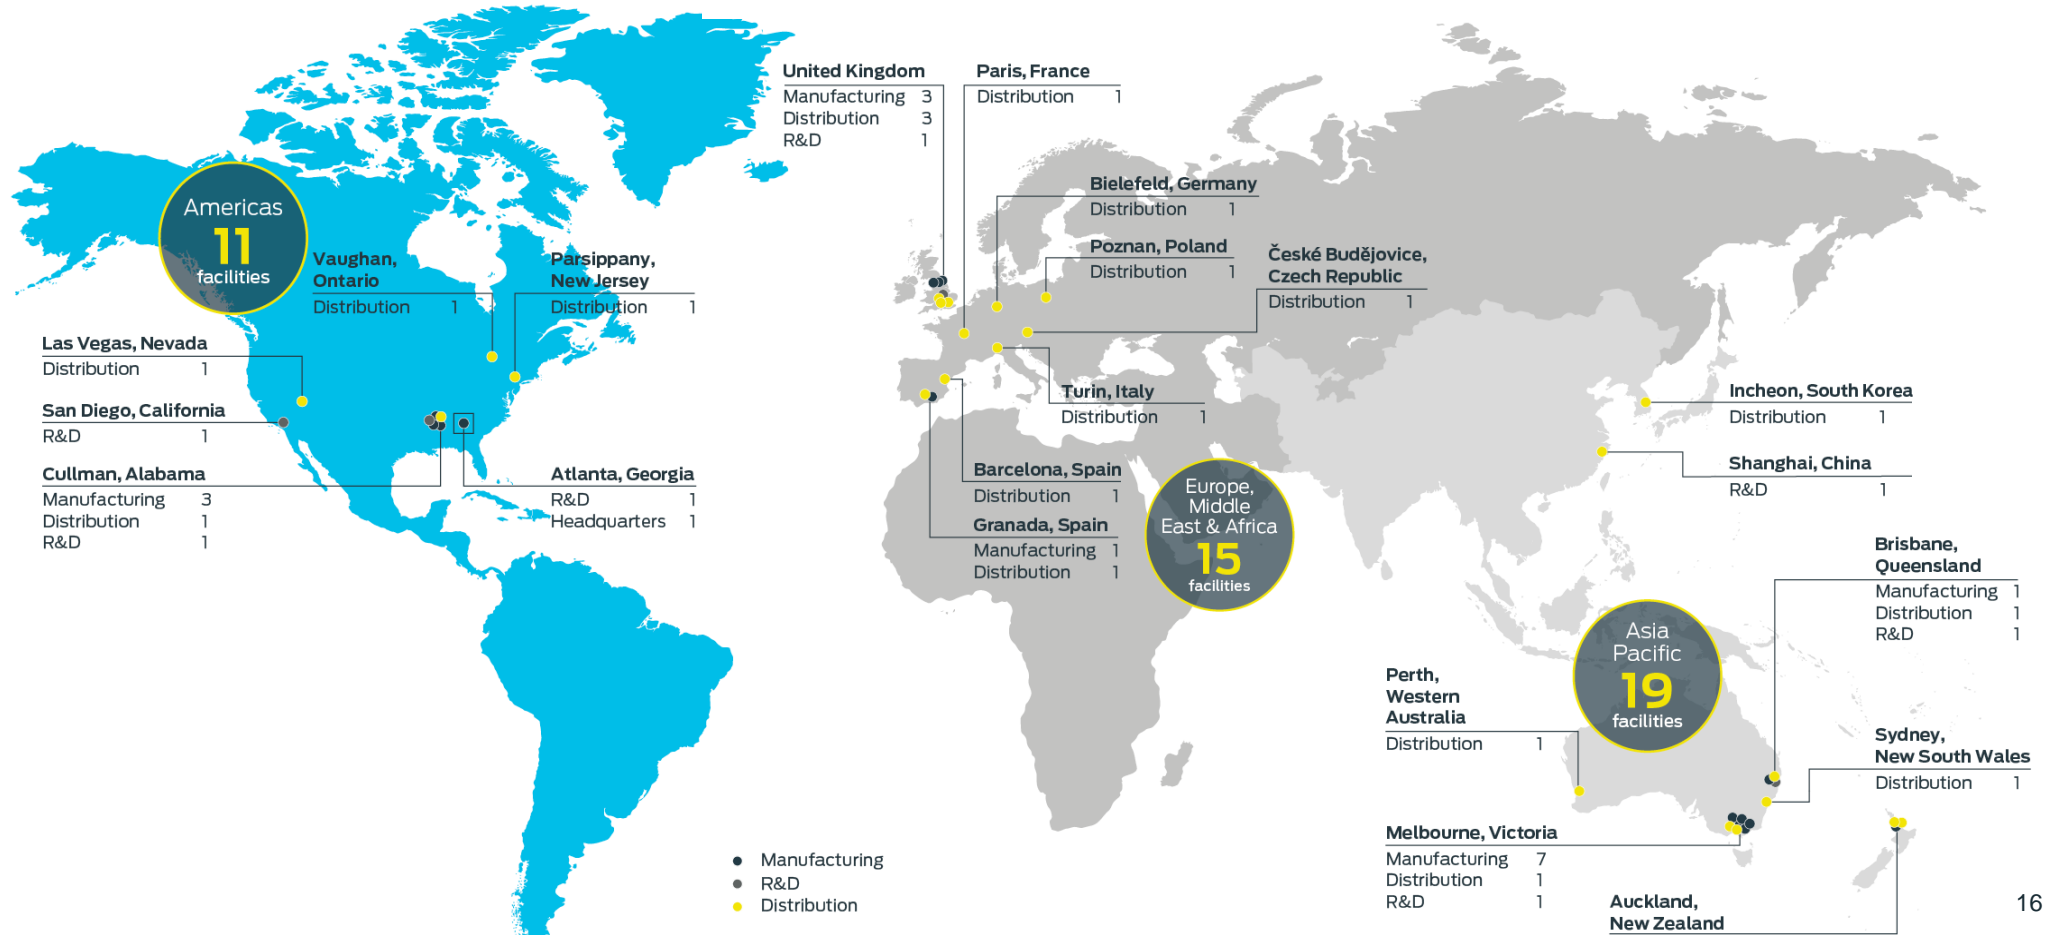 United Kingdom
Manufacturing 3
Distribution 3
R&D 1
Paris, France
Distribution 1
Bielefeld, Germany
Distribution 1
Poznan, Poland
Distribution 1
České Budějovice,
Czech Republic
Distribution 1
Americas
11
facilities
Vaughan,
Ontario
Distribution 1
Parsippany,
New Jersey
Distribution 1
Las Vegas, Nevada
Distribution 1
San Diego, California
R&D 1
Cullman, Alabama
Manufacturing 3
Distribution 1
R&D 1
Atlanta, Georgia
R&D 1
Headquarters 1
Turin, Italy
Distribution 1
Barcelona, Spain
Distribution 1
Granada, Spain
Manufacturing 1
Distribution 1
Europe,
Middle
East & Africa
15
facilities
Incheon, South Korea
Distribution 1
Shanghai, China
R&D 1
Brisbane,
Queensland
Manufacturing 1
Distribution 1
R&D 1
Asia
Pacific
19
facilities
Perth,
Western
Australia
Distribution 1
Sydney,
New South Wales
Distribution 1
Melbourne, Victoria
Manufacturing 7
Distribution 1
R&D 1
Auckland,
New Zealand
Manufacturing
R&D
Distribution
16